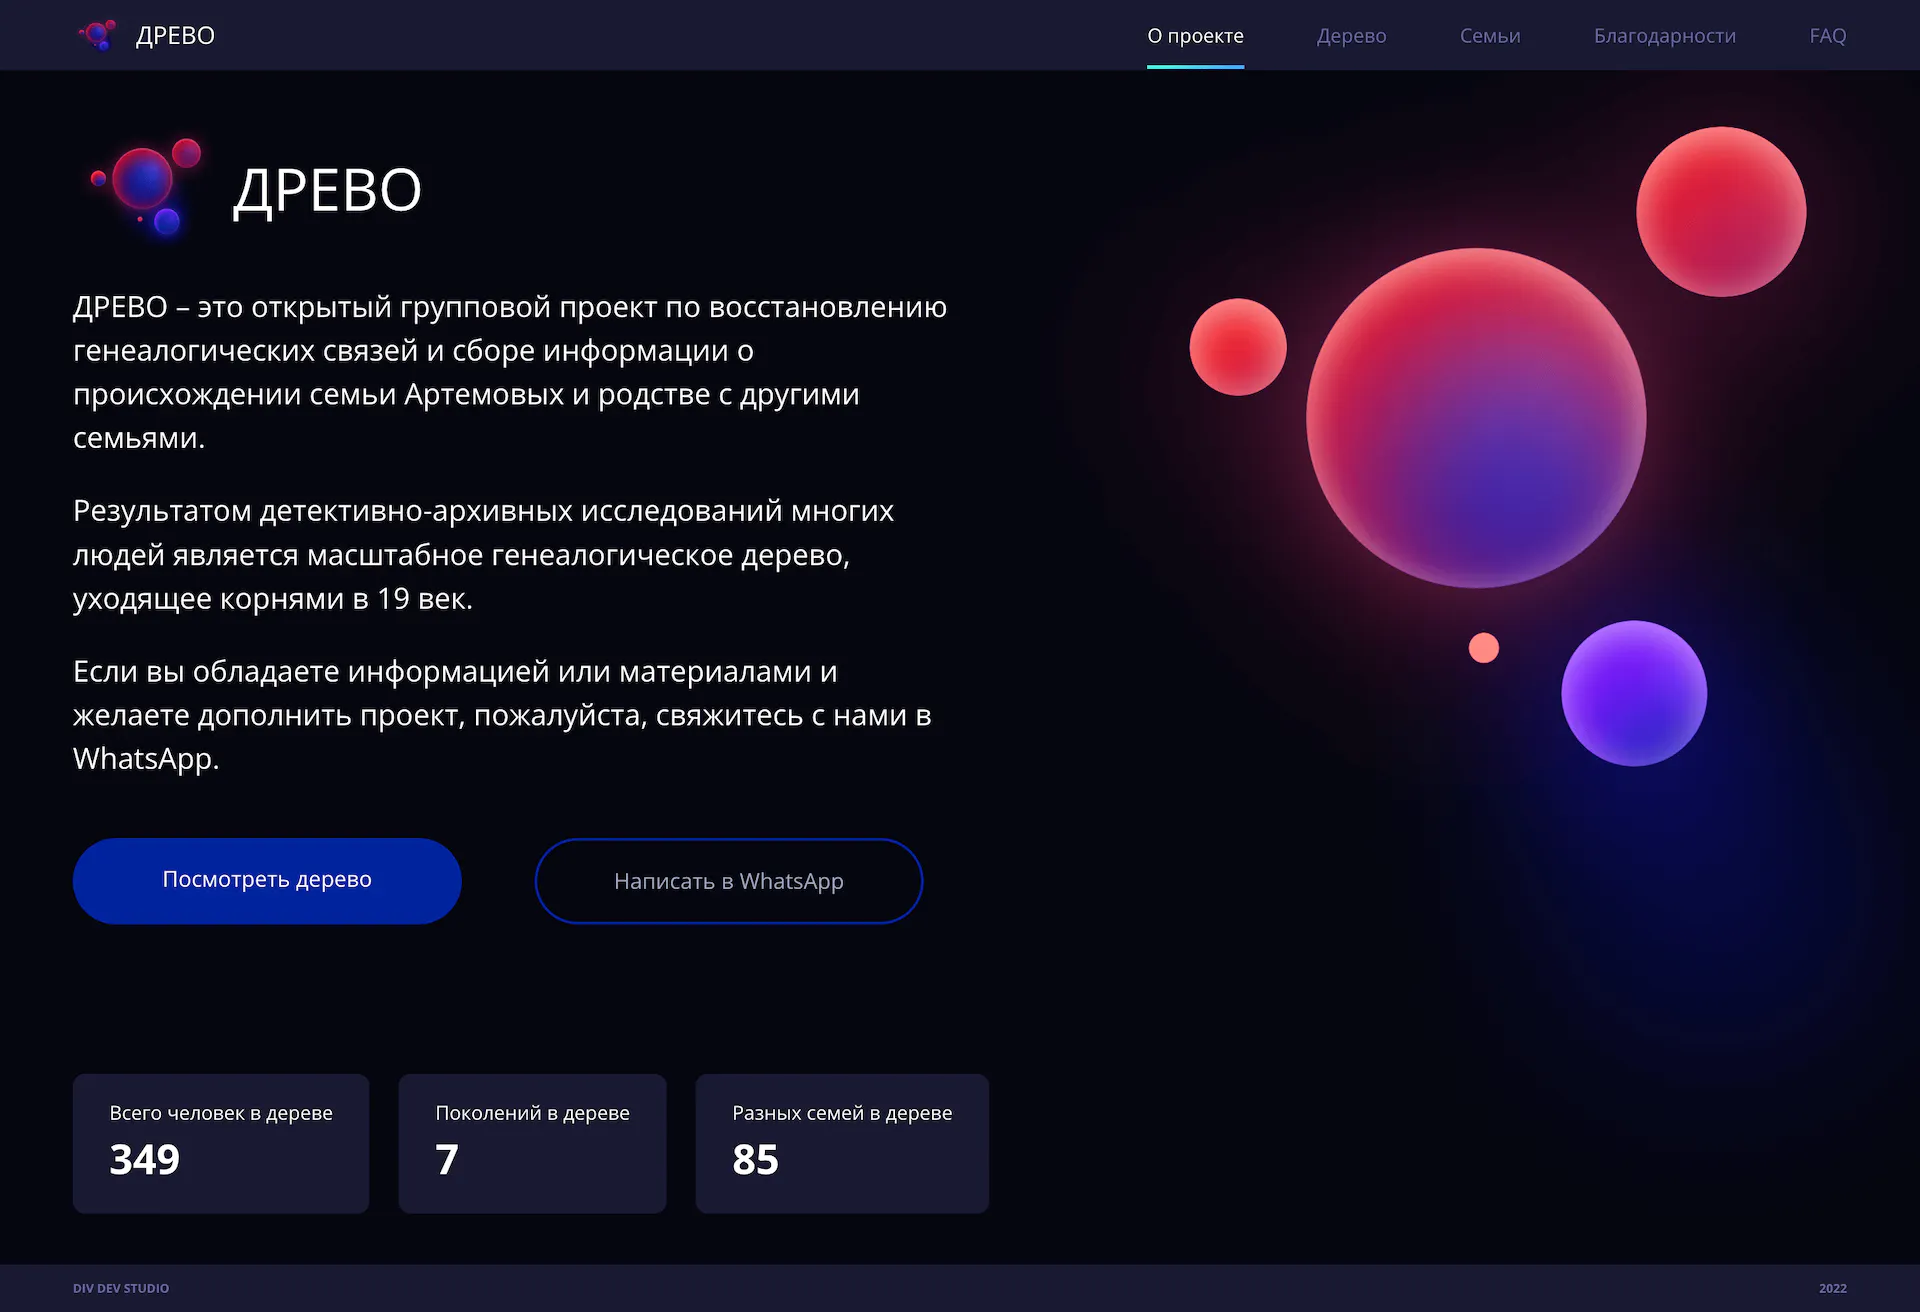 ДРЕВО
О проекте
Дерево
Семьи
Благодарности
FAQ
ДРЕВО
ДРЕВО – это открытый групповой проект по восстановлению
генеалогических связей и сборе информации о
происхождении семьи Артемовых и родстве с другими
семьями.
Результатом детективно-архивных исследований многих
людей является масштабное генеалогическое дерево,
уходящее корнями в 19 век.
Если вы обладаете информацией или материалами и
желаете дополнить проект, пожалуйста, свяжитесь с нами в
WhatsApp.
Посмотреть дерево
Написать в WhatsApp
Всего человек в дереве
349
Поколений в дереве
7
Разных семей в дереве
85
DIV DEV STUDIO
2022